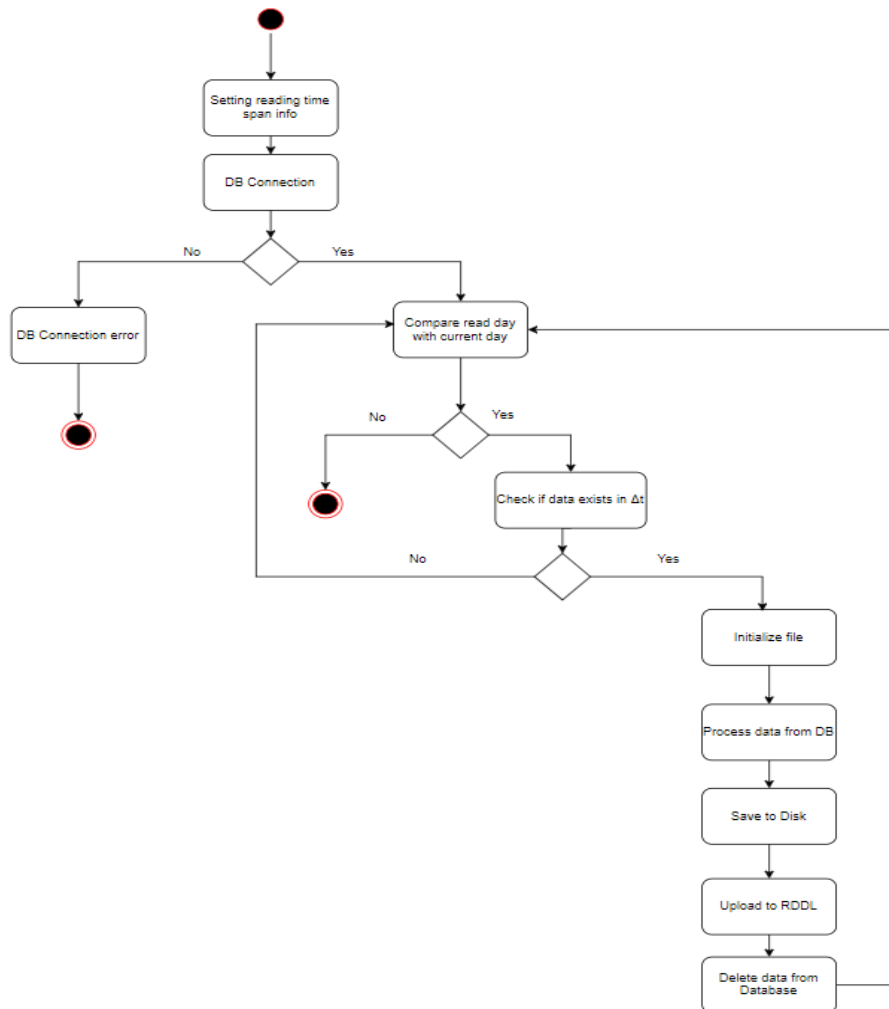 Setting reading time
span info
DB Connection
No
Yes
DB Connection error
Compare read day
with current day
No
Yes
Check if data exists in Δt
No
Yes
Initialize file
Process data from DB
Save to Disk
Upload to RDDL
Delete data from
Database